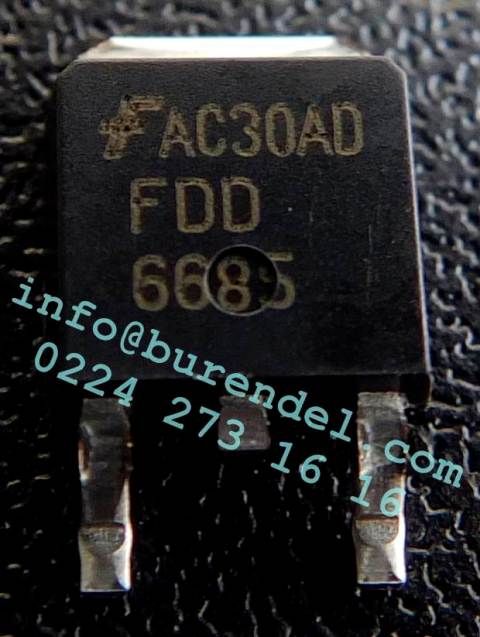 AC30AD
FDD
6685
info@burendel.com
0224 273 16 16